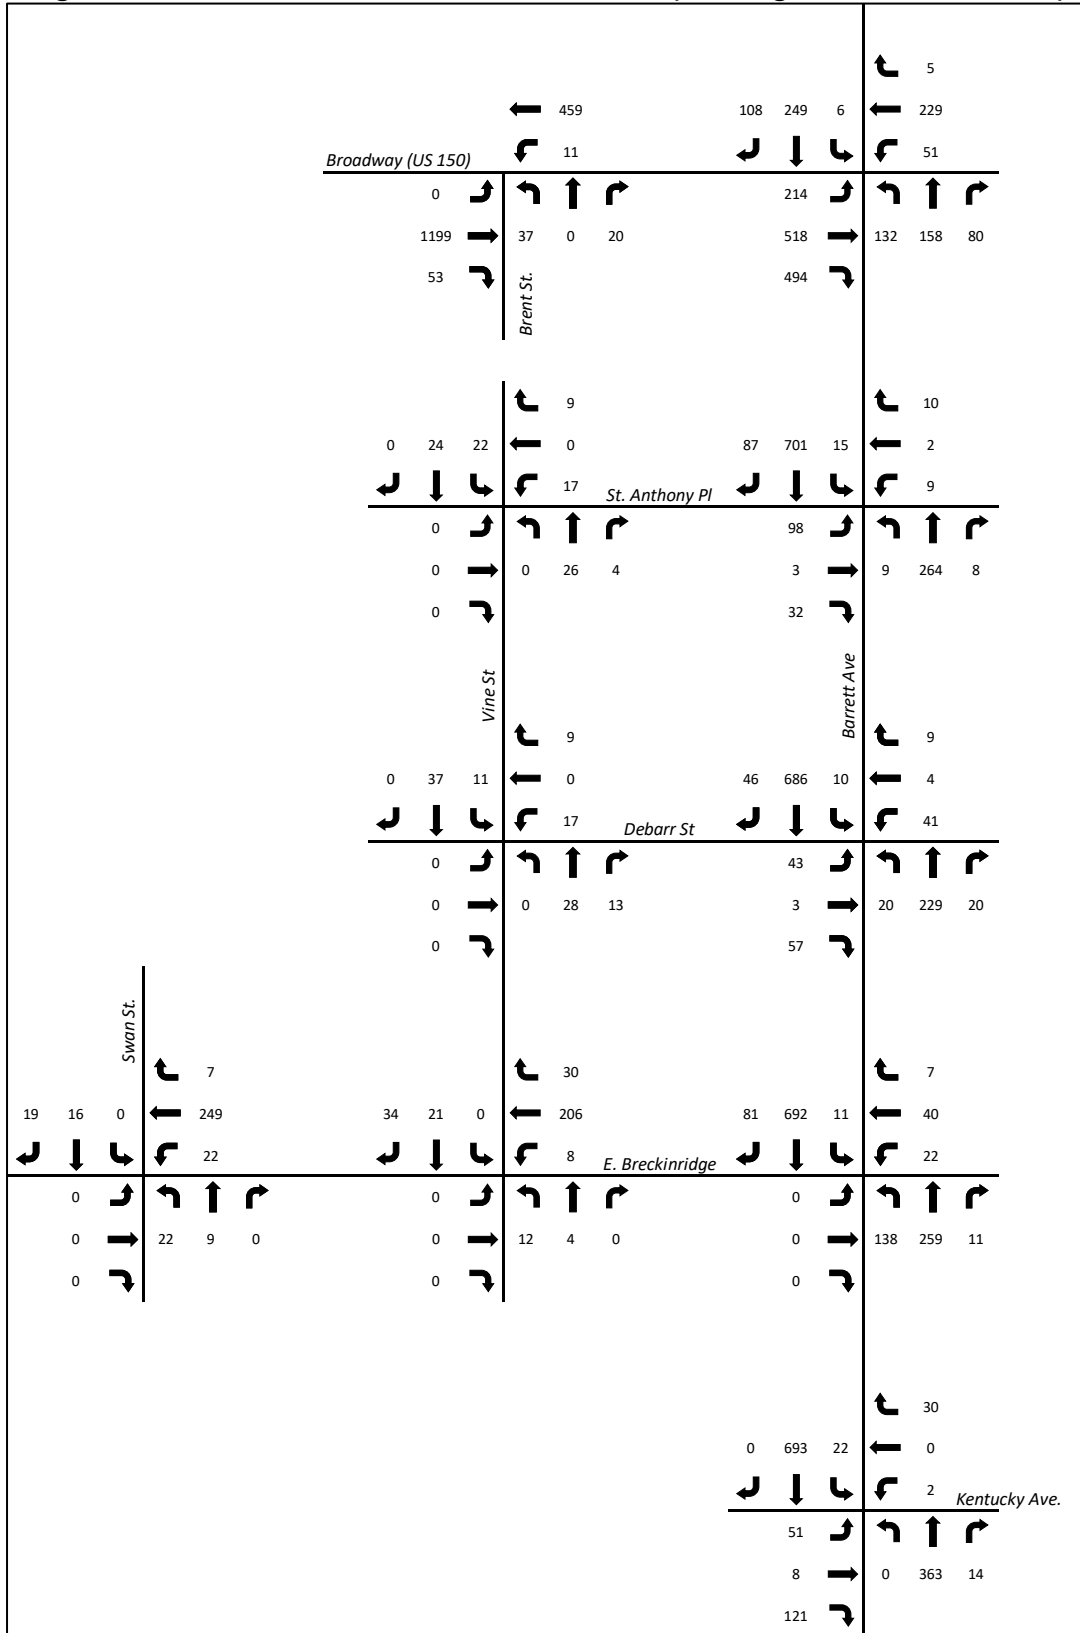 5
459 108 249 6 229
11 51
Broadway (US 150)
0 214
1199 37 0 20 518 132 158 80
53 494
Brent St.
9 10
0 24 22 0 87 701 15 2
17 9
St. Anthony Pl
0 98
0 0 26 4 3 9 264 8
0 32
Vine St
Barrett Ave
9 9
0 37 11 0 46 686 10 4
17 41
Debarr St
0 43
0 0 28 13 3 20 229 20
0 57
Swan St.
7 30 7
19 16 0 249 34 21 0 206 81 692 11 40
22 8 22
E. Breckinridge
0 0 0
0 22 9 0 0 12 4 0 0 138 259 11
0 0 0
30
0 693 22 0
2
Kentucky Ave.
51
8 0 363 14
121